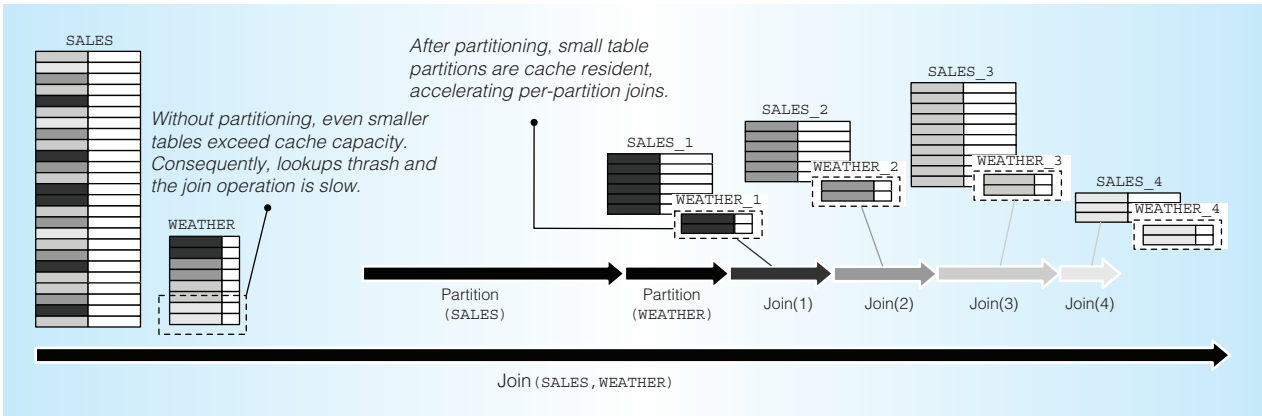 SALES
Without partitioning, even smaller
tables exceed cache capacity.
Consequently, lookups thrash and
the join operation is slow.
WEATHER
After partitioning, small table
partitions are cache resident,
accelerating per-partition joins.
SALES_1
WEATHER_1
SALES_2
WEATHER_2
SALES_3
WEATHER_3
SALES_4
WEATHER_4
Partition
(SALES)
Partition
(WEATHER)
Join(1)
Join(2)
Join(3)
Join(4)
Join(SALES,WEATHER)